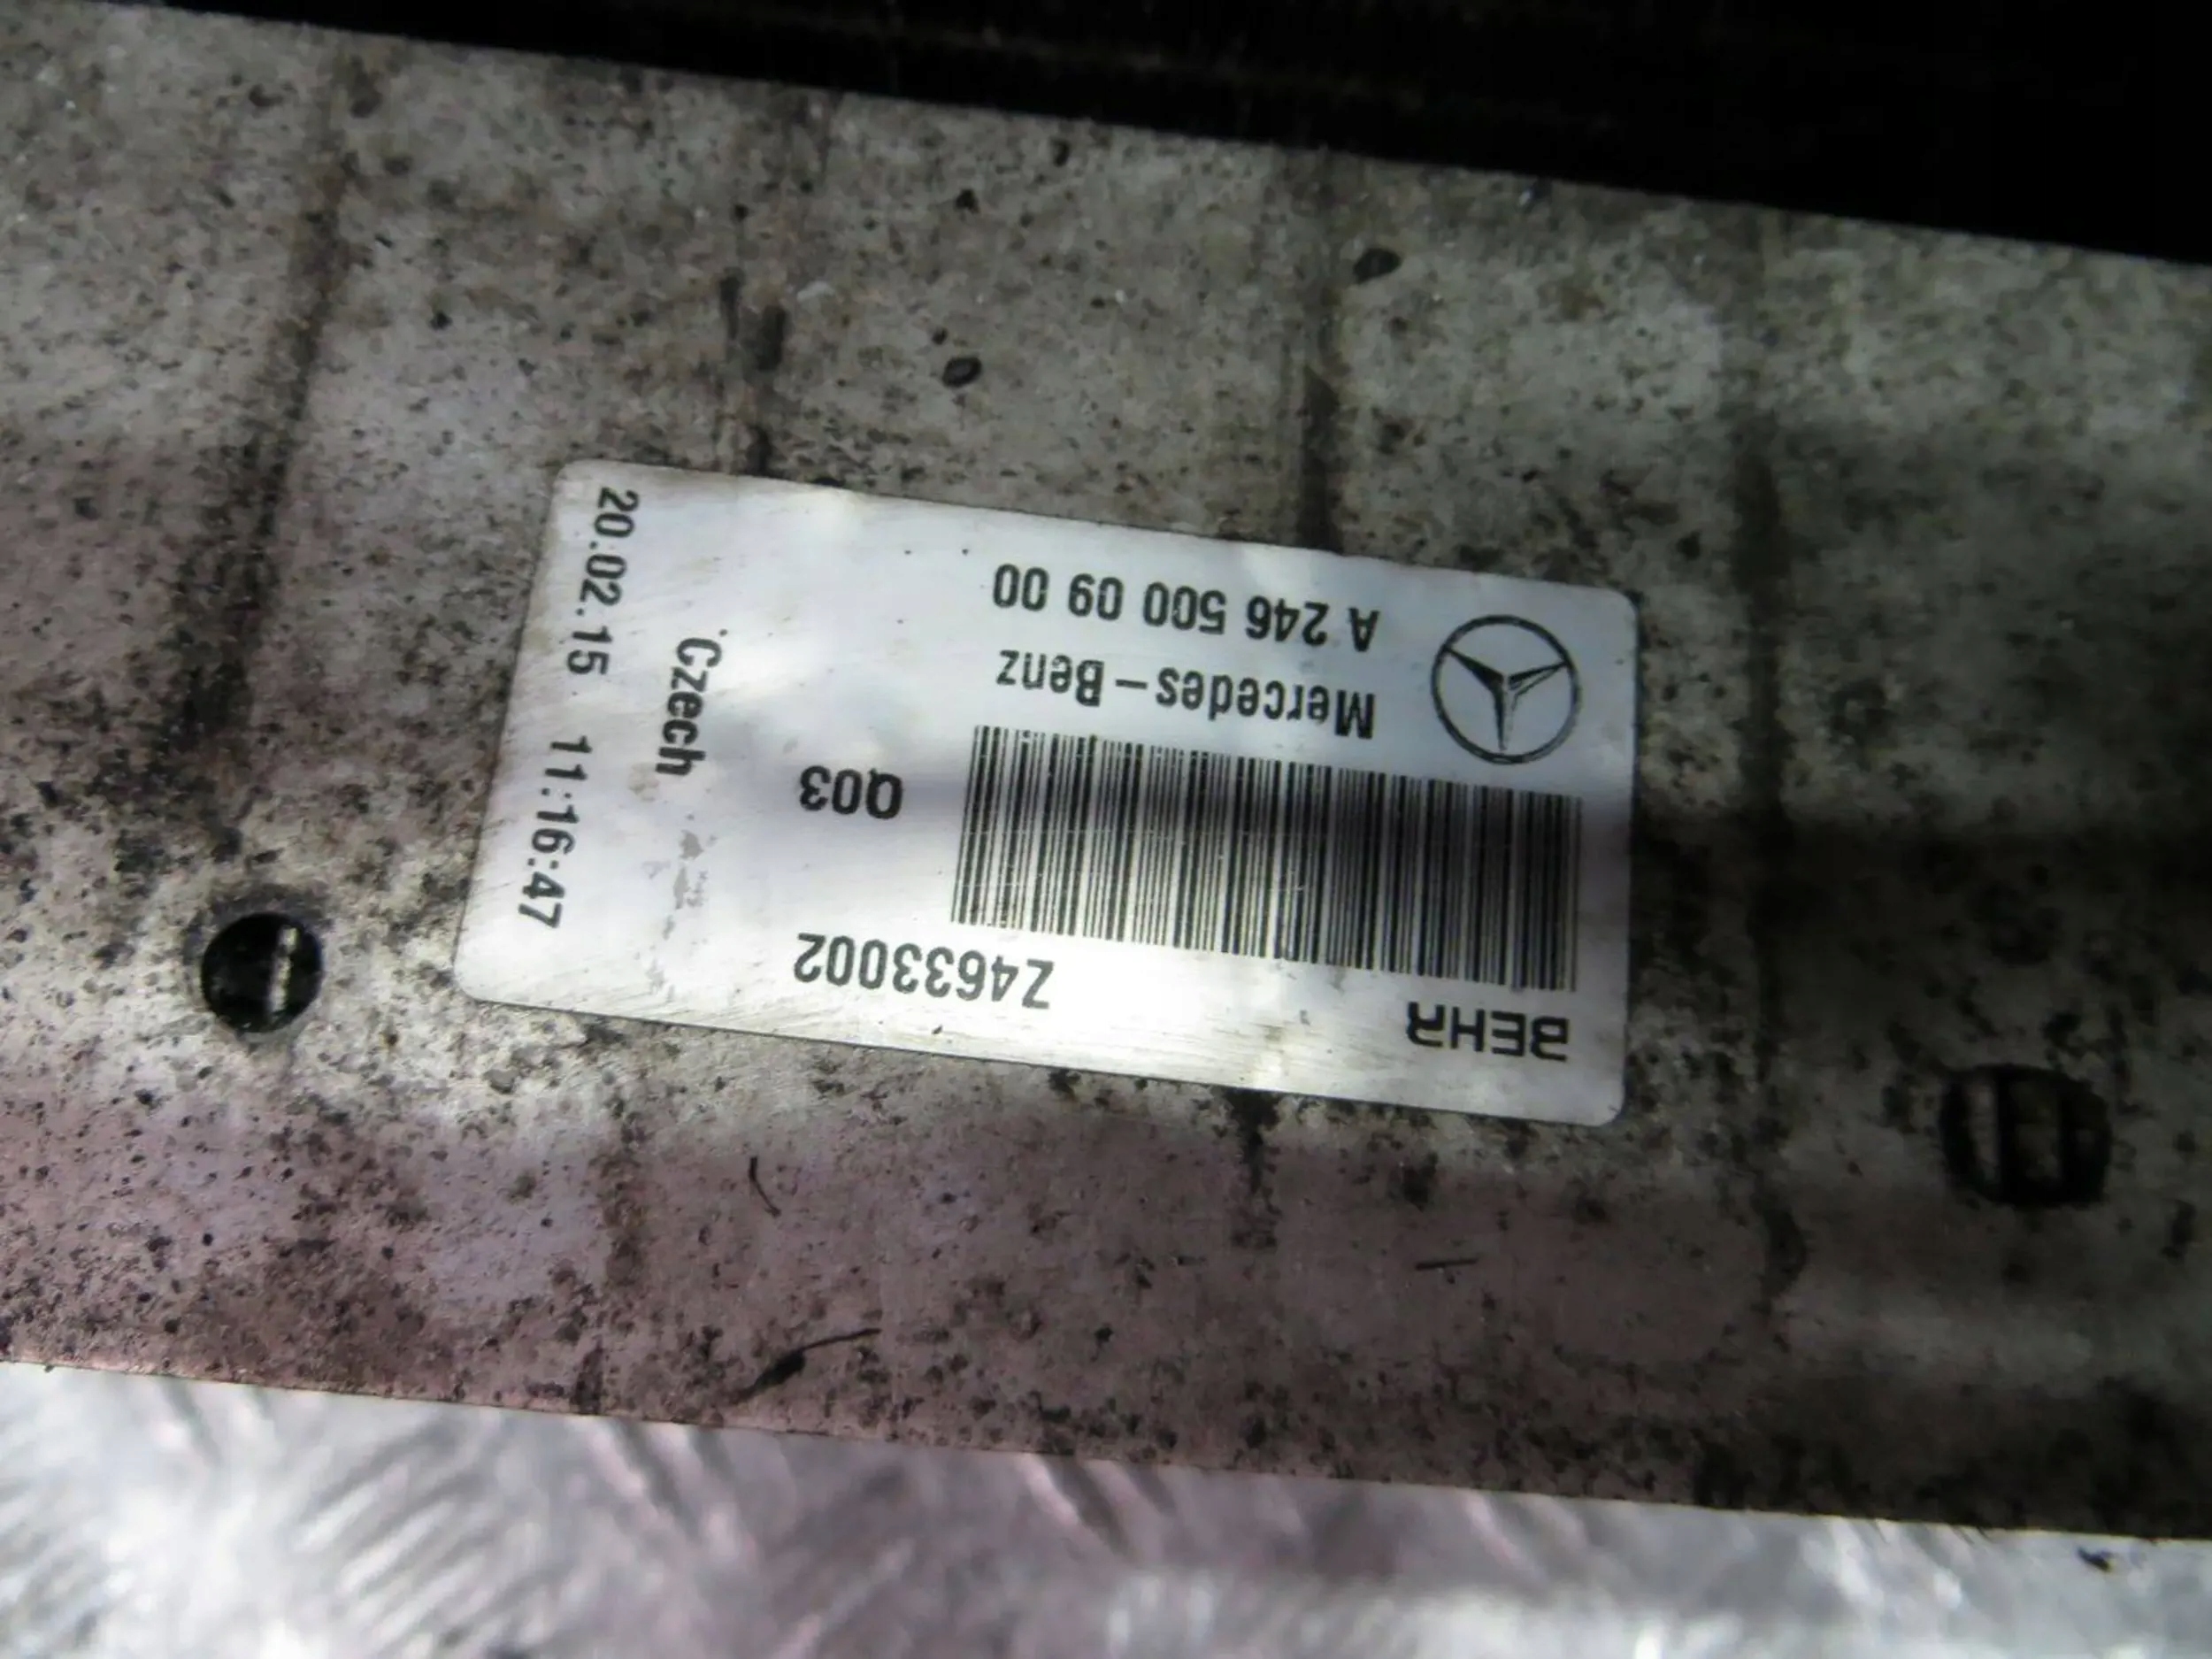 BEHR
Z4633002
Q03
Mercedes-Benz
A 246 500 09 00
Czech
20.02.15 11:16:47